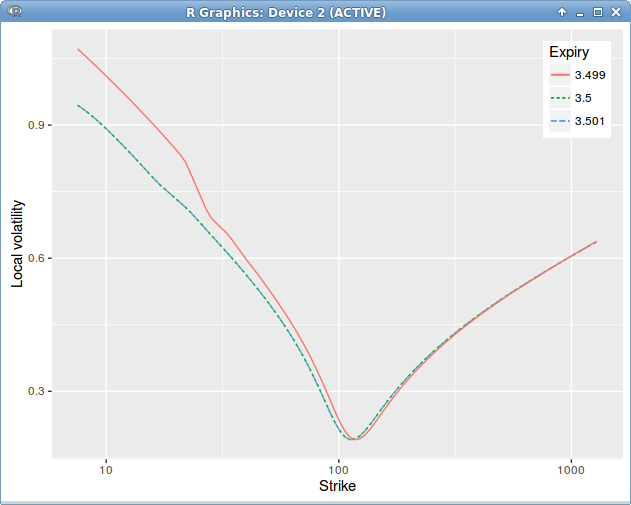 R Graphics: Device 2 (ACTIVE)
Expiry
3.499
3.5
3.501
Local volatility
0.9
0.6
0.3
10
100
1000
Strike